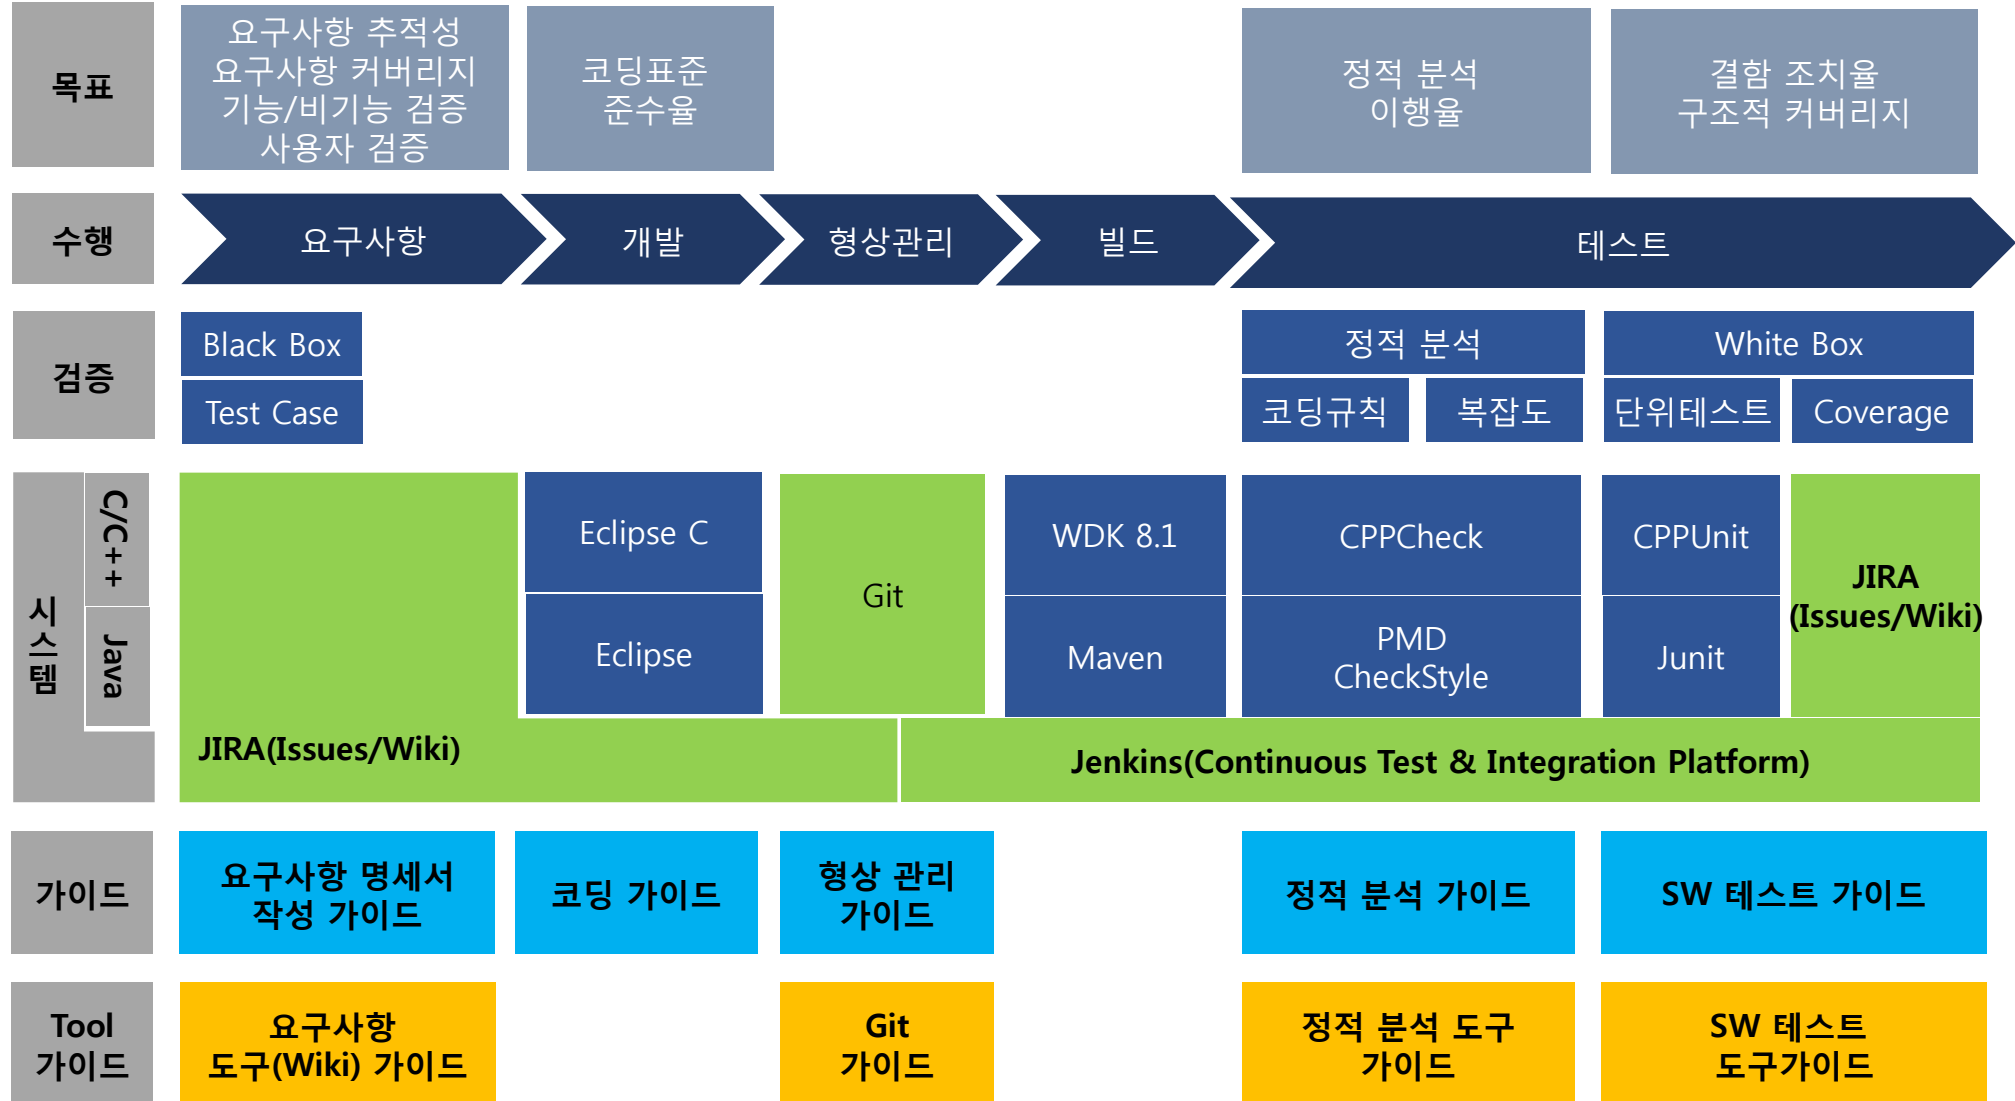 목표
요구사항 추적성
요구사항 커버리지
기능/비기능 검증
사용자 검증
코딩표준
준수율
정적 분석
이행율
결함 조치율
구조적 커버리지
수행
요구사항
개발
형상관리
빌드
테스트
검증
Black Box
Test Case
정적 분석
코딩규칙
복잡도
White Box
단위테스트
Coverage
시스템
C/C++
Java
Eclipse C
Eclipse
Git
WDK 8.1
Maven
CPPCheck
PMD
CheckStyle
CPPUnit
Junit
JIRA
(Issues/Wiki)
JIRA(Issues/Wiki)
Jenkins(Continuous Test & Integration Platform)
가이드
요구사항 명세서
작성 가이드
코딩 가이드
형상 관리
가이드
정적 분석 가이드
SW 테스트 가이드
Tool
가이드
요구사항
도구(Wiki) 가이드
Git
가이드
정적 분석 도구
가이드
SW 테스트
도구가이드